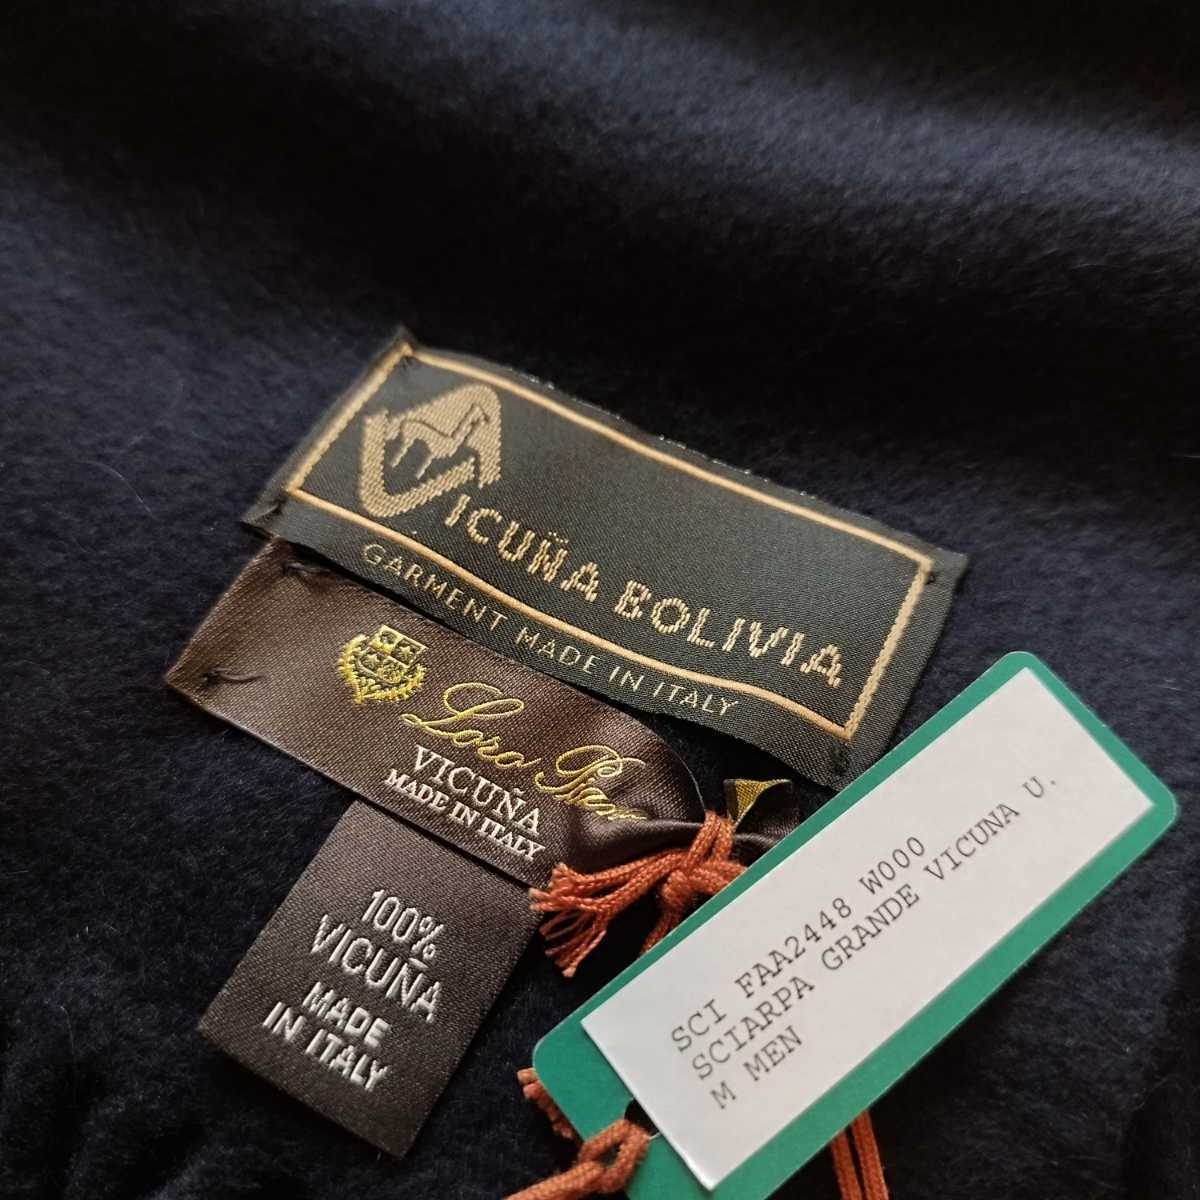 VICUÑA BOLIVIA
GARMENT MADE IN ITALY
Loro
VICUÑA
MADE IN ITALY
100%
VICUÑA
MADE
IN ITALY
SCI FAA2448 W000
SCIARPA GRANDE VICUNA U.
M MEN